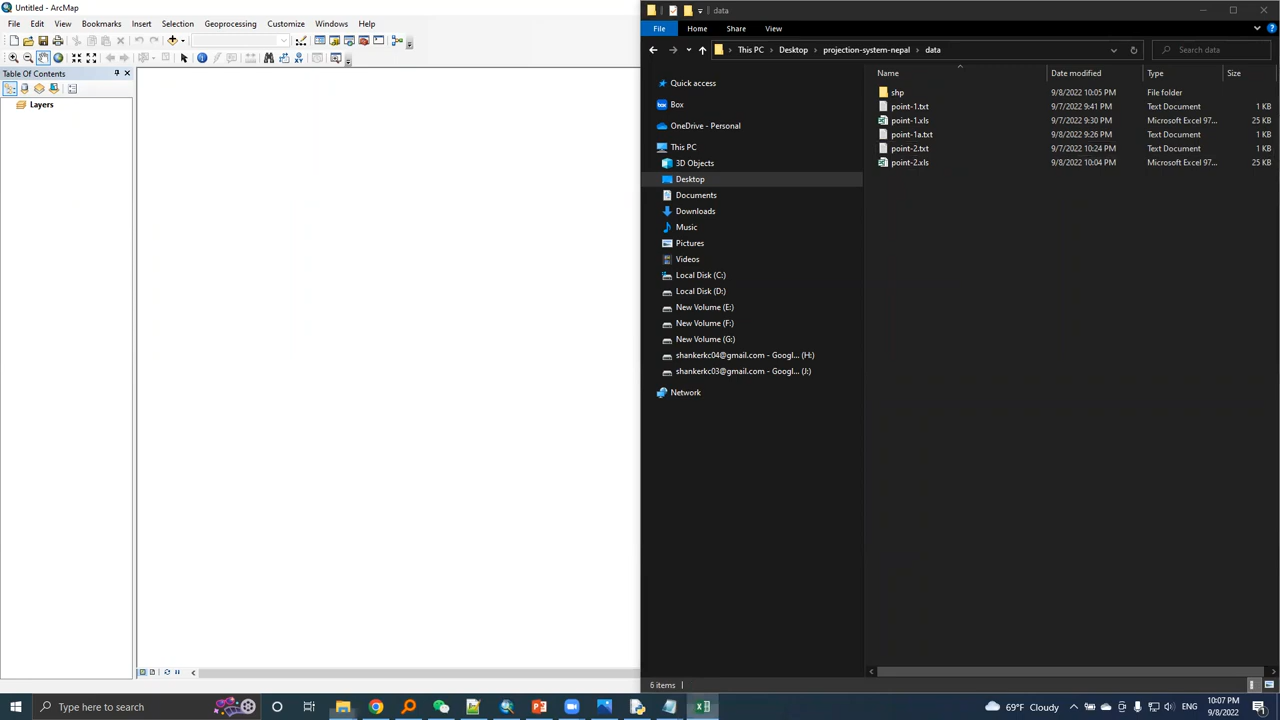 Untitled - ArcMap
File Edit View Bookmarks Insert Selection Geoprocessing Customize Windows Help
Table Of Contents
Layers
data
File Home Share View
This PC Desktop projection-system-nepal data
Search data
Name Date modified Type Size
Quick access
Box
OneDrive - Personal
This PC
3D Objects
Desktop
Documents
Downloads
Music
Pictures
Videos
Local Disk (C:)
Local Disk (D:)
New Volume (E:)
New Volume (F:)
New Volume (G:)
shankerkc04@gmail.com - Googl... (H:)
shankerkc03@gmail.com - Googl... (J:)
Network
shp 9/8/2022 10:05 PM File folder
point-1.txt 9/7/2022 9:41 PM Text Document 1 KB
point-1.xls 9/7/2022 9:30 PM Microsoft Excel 97... 25 KB
point-1a.txt 9/8/2022 9:26 PM Text Document 1 KB
point-2.txt 9/7/2022 10:24 PM Text Document 1 KB
point-2.xls 9/8/2022 10:04 PM Microsoft Excel 97... 25 KB
6 items
Type here to search
69°F Cloudy
ENG
10:07 PM
9/8/2022